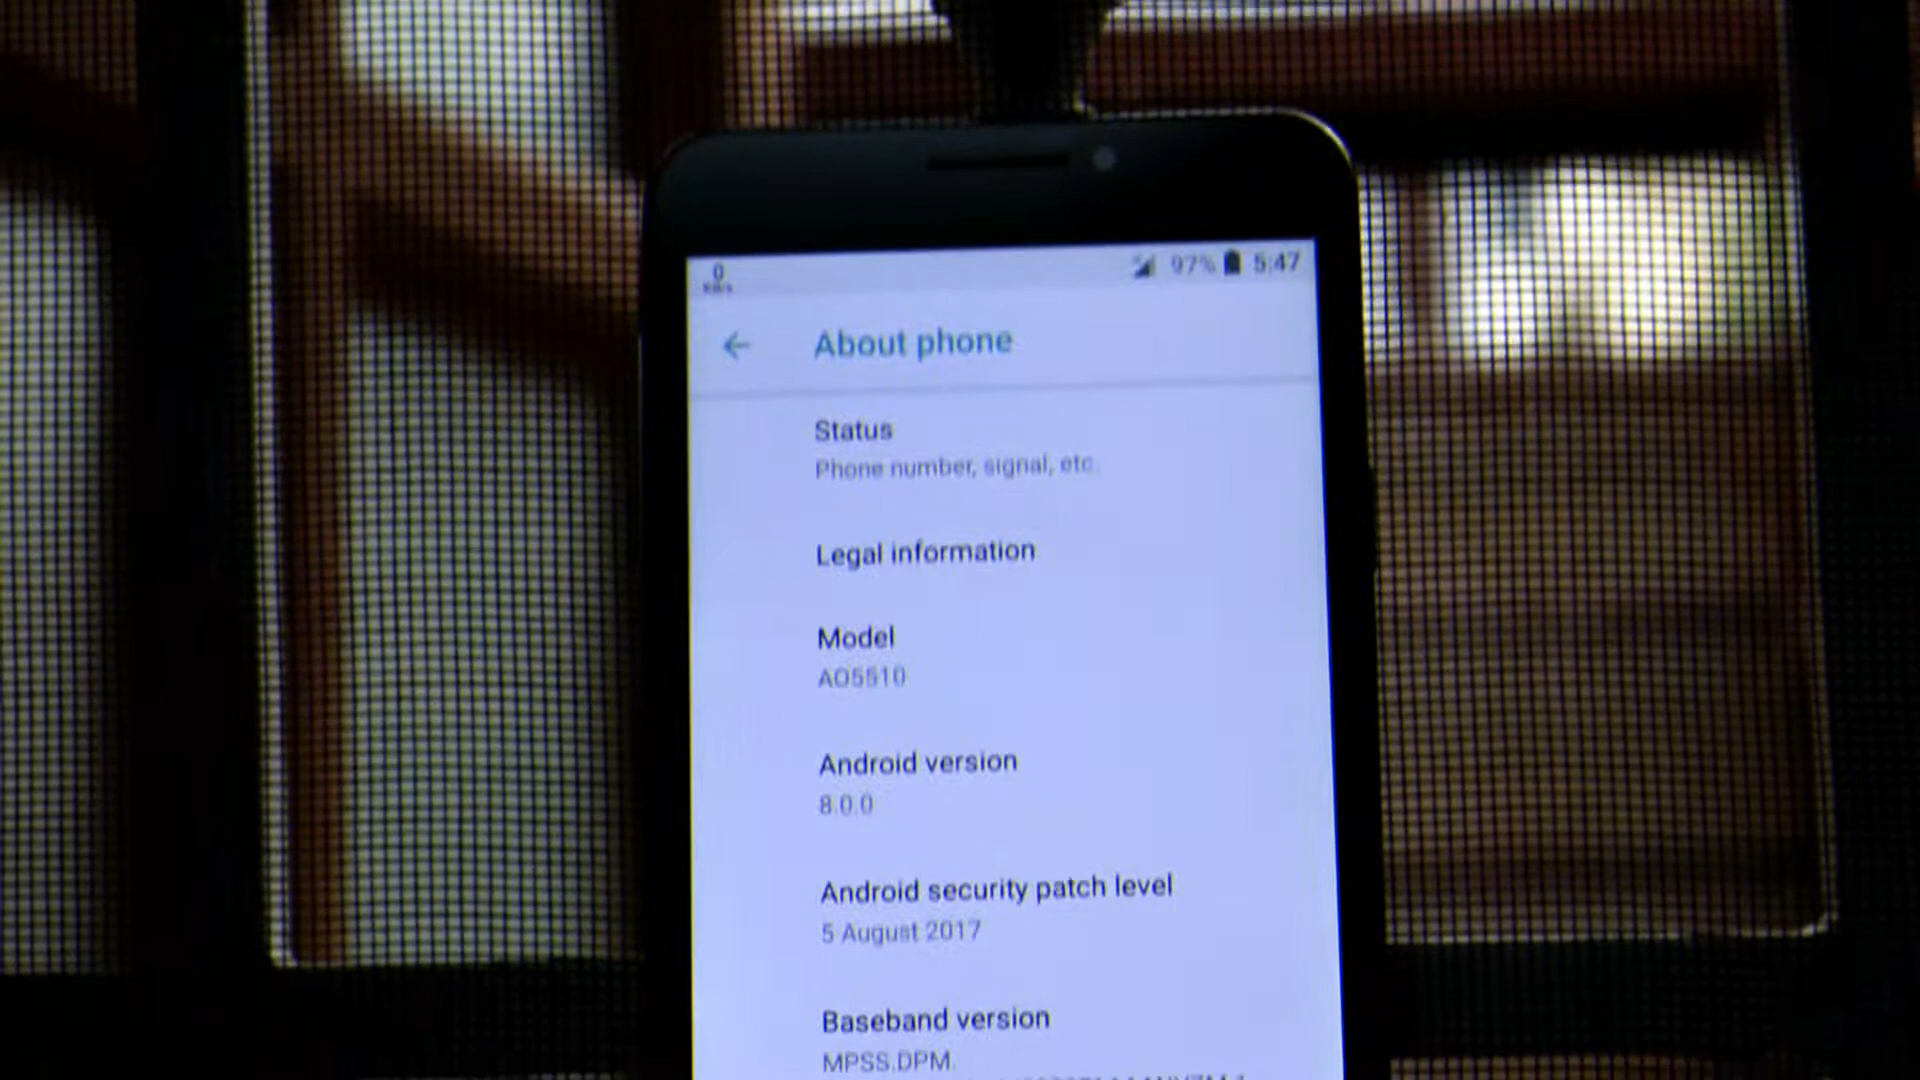 0
97% 5:47
About phone
Status
Phone number, signal, etc.
Legal information
Model
AO5510
Android version
8.0.0
Android security patch level
5 August 2017
Baseband version
MPSS.DPM.